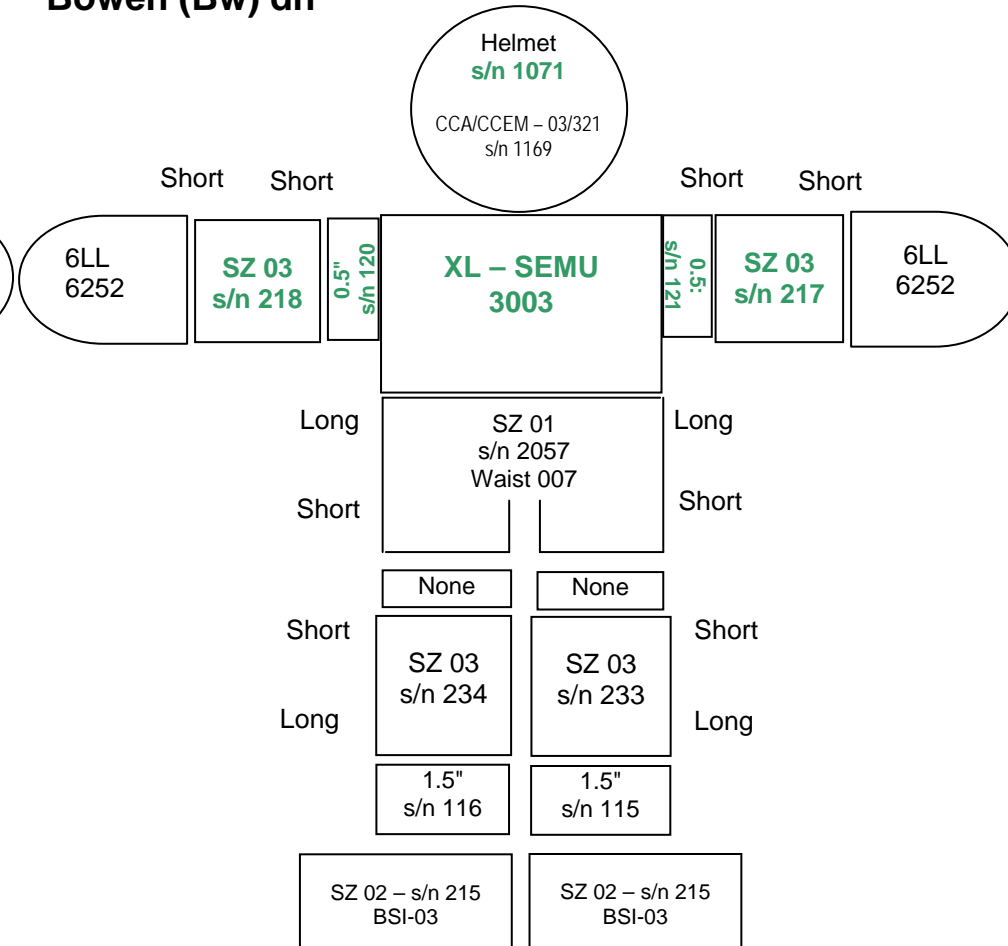 Bowen (Bw) dn
Helmet
s/n 1071
CCA/CCEM – 03/321
s/n 1169
Short Short
Short Short
6LL
6252
SZ 03
s/n 218
0.5"
s/n 120
XL – SEMU
3003
0.5:
s/n 121
SZ 03
s/n 217
6LL
6252
Long
SZ 01
s/n 2057
Waist 007
Long
Short
Short
None
None
Short
SZ 03
s/n 234
SZ 03
s/n 233
Short
Long
Long
1.5"
s/n 116
1.5"
s/n 115
SZ 02 – s/n 215
BSI-03
SZ 02 – s/n 215
BSI-03